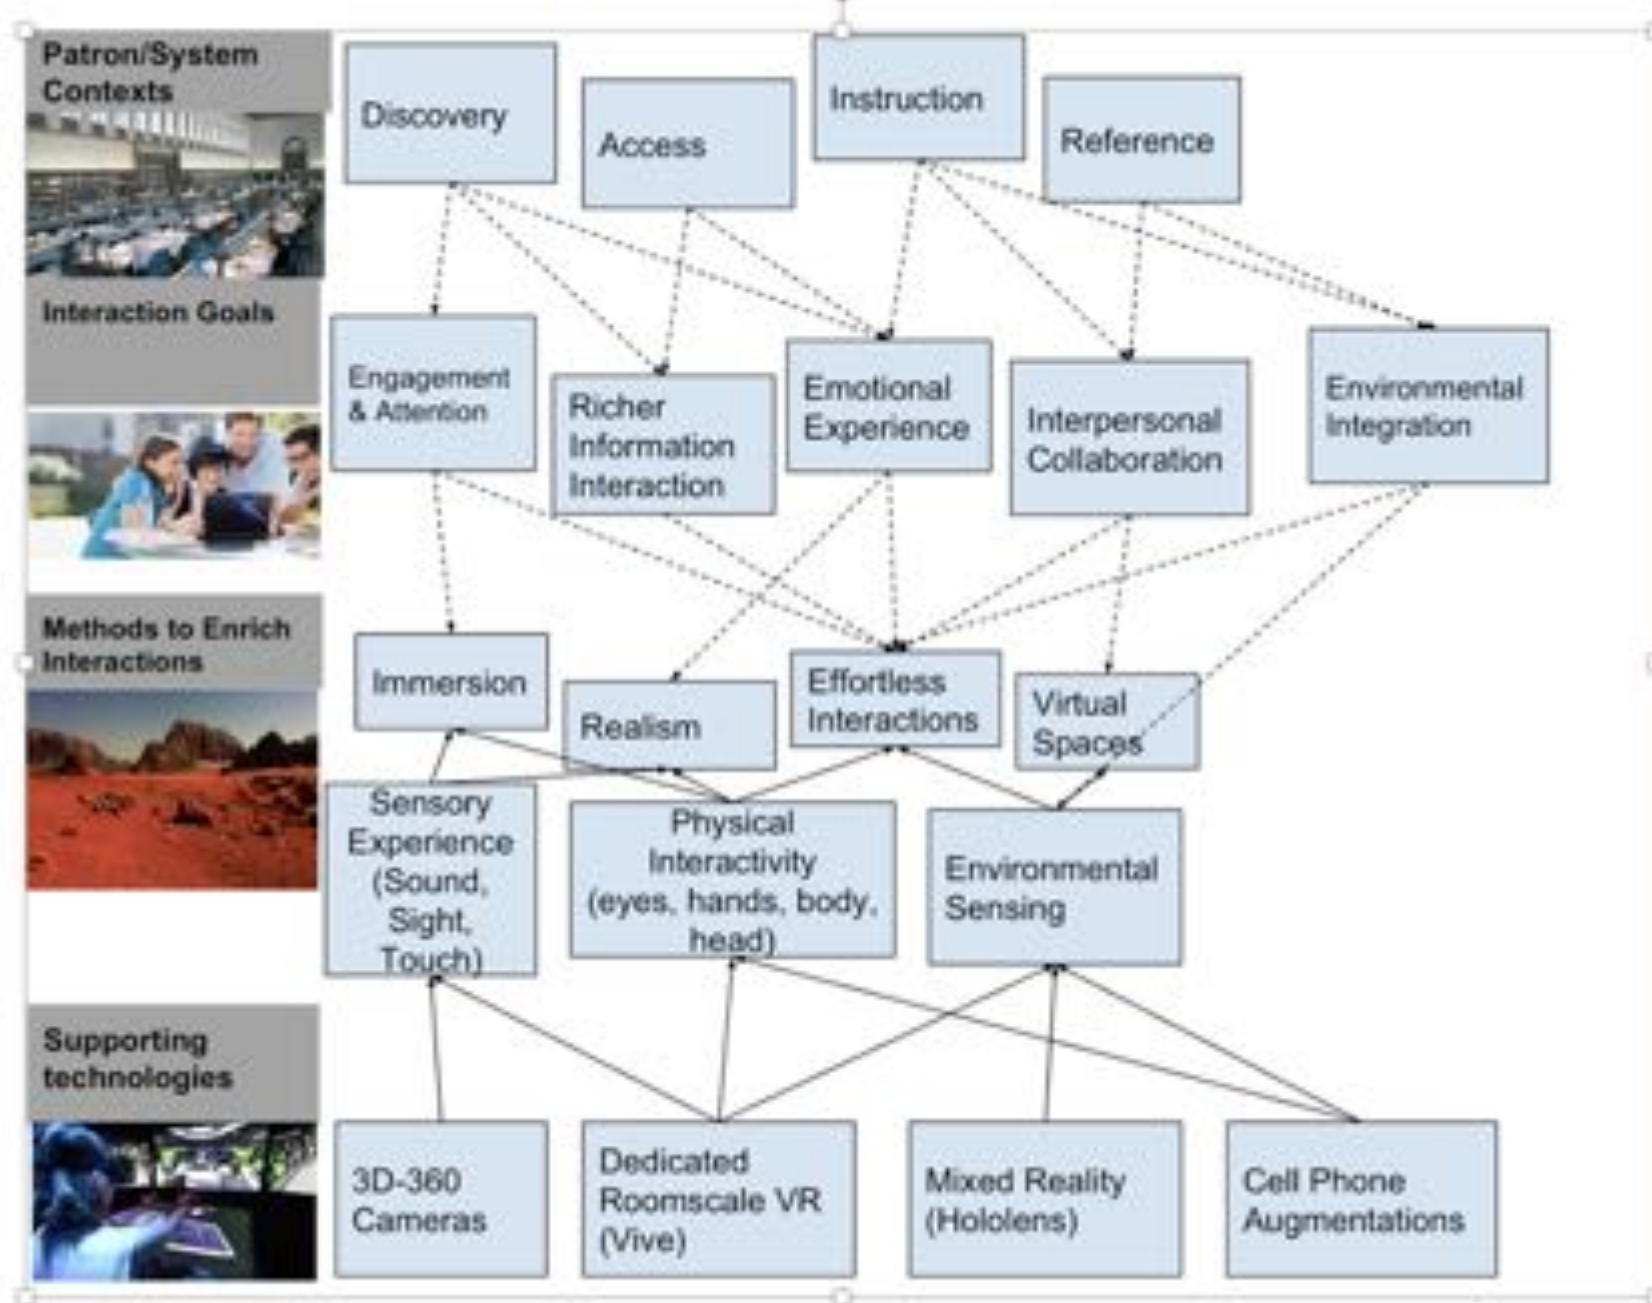 Patron/System
Contexts
Discovery
Access
Instruction
Reference
Interaction Goals
Engagement
& Attention
Richer
Information
Interaction
Emotional
Experience
Interpersonal
Collaboration
Environmental
Integration
Methods to Enrich
Interactions
Immersion
Realism
Effortless
Interactions
Virtual
Spaces
Sensory
Experience
(Sound,
Sight,
Touch)
Physical
Interactivity
(eyes, hands, body,
head)
Environmental
Sensing
Supporting
technologies
3D-360
Cameras
Dedicated
Roomscale VR
(Vive)
Mixed Reality
(Hololens)
Cell Phone
Augmentations